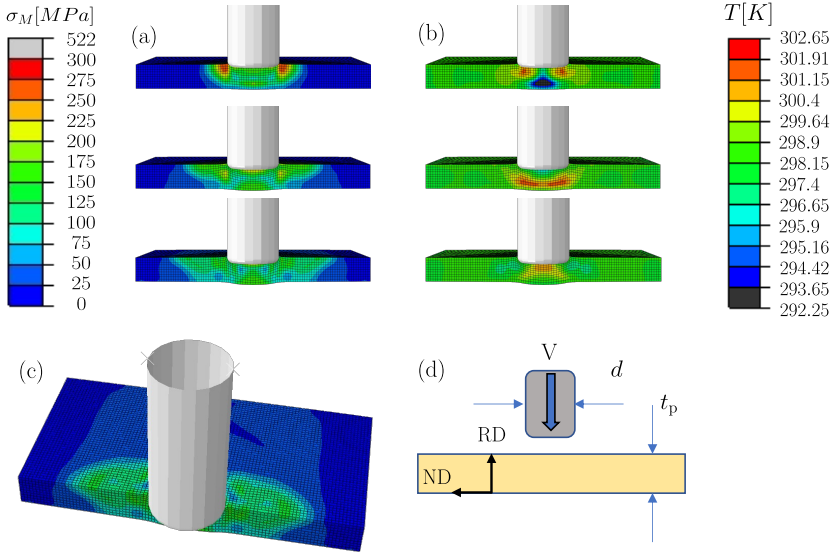 σ_M[MPa]
522
300
275
250
225
200
175
150
125
100
75
50
25
0
(a)
(b)
T[K]
302.65
301.91
301.15
300.4
299.64
298.9
298.15
297.4
296.65
295.9
295.16
294.42
293.65
292.25
(c)
(d)
V
d
t_p
RD
ND